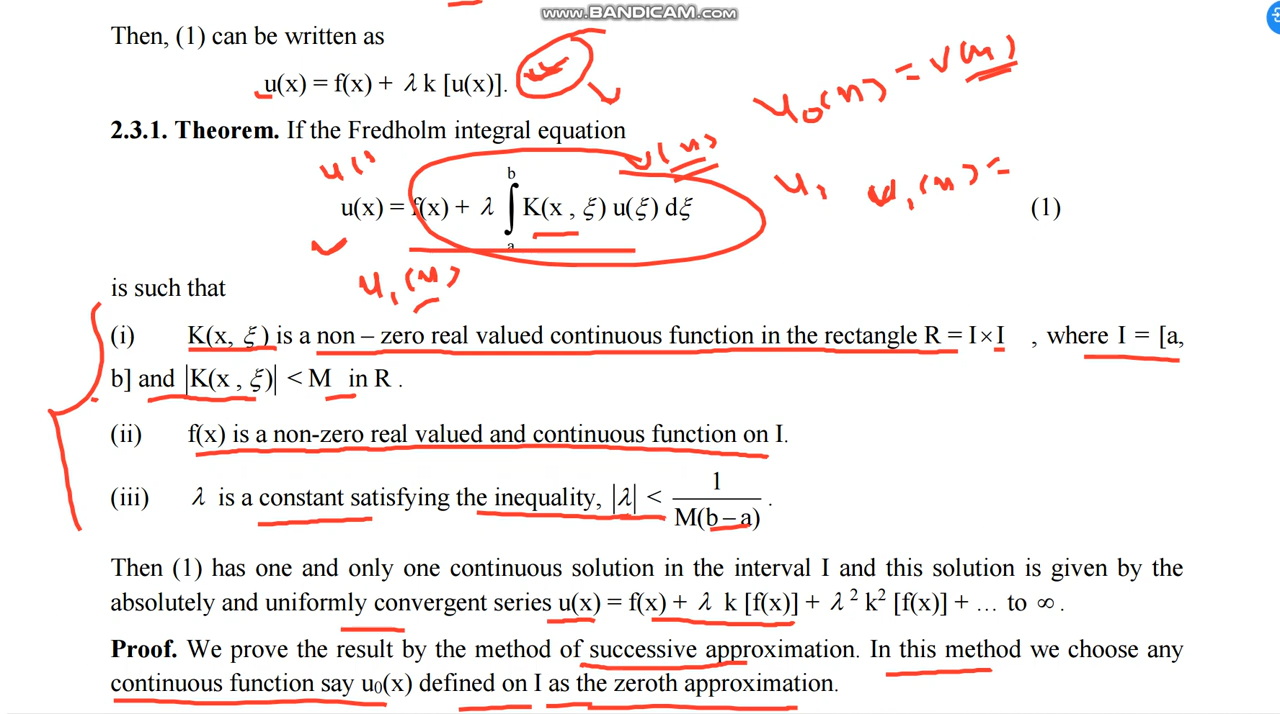 www.BANDICAM.com
Then, (1) can be written as
u(x) = f(x) + λ k [u(x)].
u₀(x) = v(x)
2.3.1. Theorem. If the Fredholm integral equation
u(x) = f(x) + λ ∫ₐᵇ K(x , ξ) u(ξ) dξ (1)
u₁(x)
is such that
(i) K(x, ξ) is a non – zero real valued continuous function in the rectangle R = I×I , where I = [a,
b] and |K(x , ξ)| < M in R .
(ii) f(x) is a non-zero real valued and continuous function on I.
(iii) λ is a constant satisfying the inequality, |λ| < 1/M(b – a) .
Then (1) has one and only one continuous solution in the interval I and this solution is given by the
absolutely and uniformly convergent series u(x) = f(x) + λ k [f(x)] + λ² k² [f(x)] + … to ∞ .
Proof. We prove the result by the method of successive approximation. In this method we choose any
continuous function say u₀(x) defined on I as the zeroth approximation.